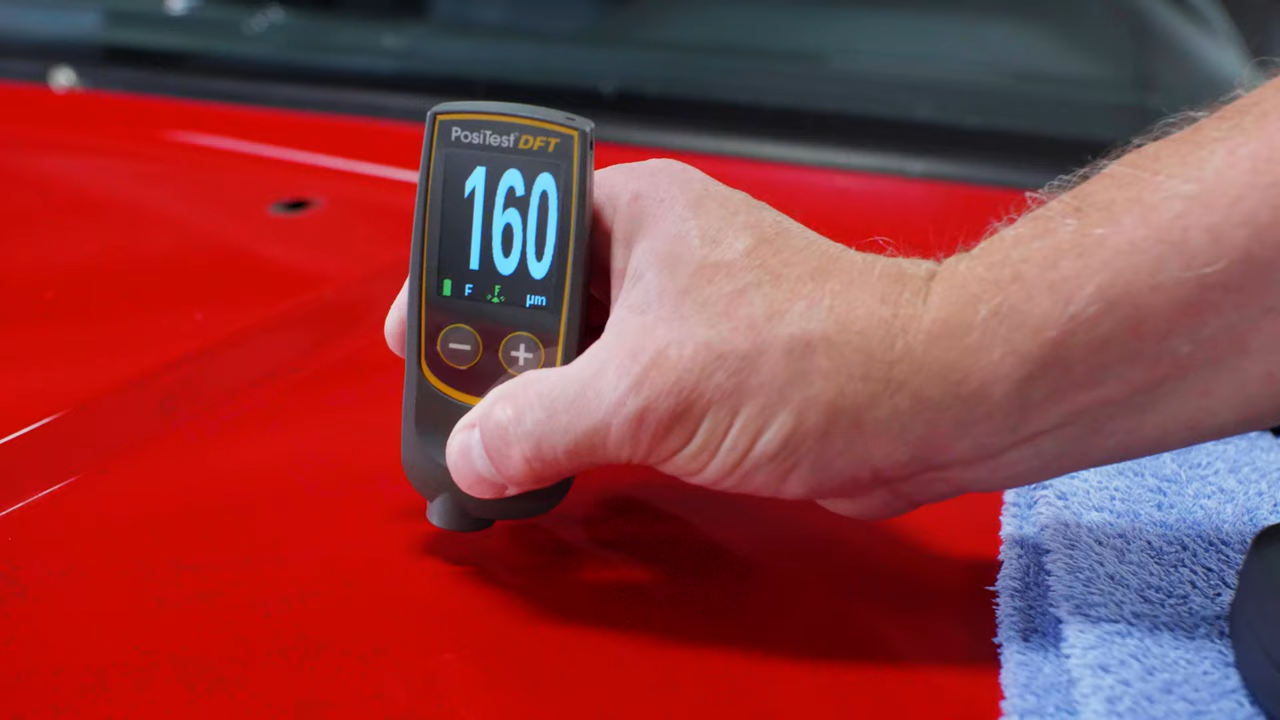 PosiTest DFT
160
F F µm
− +